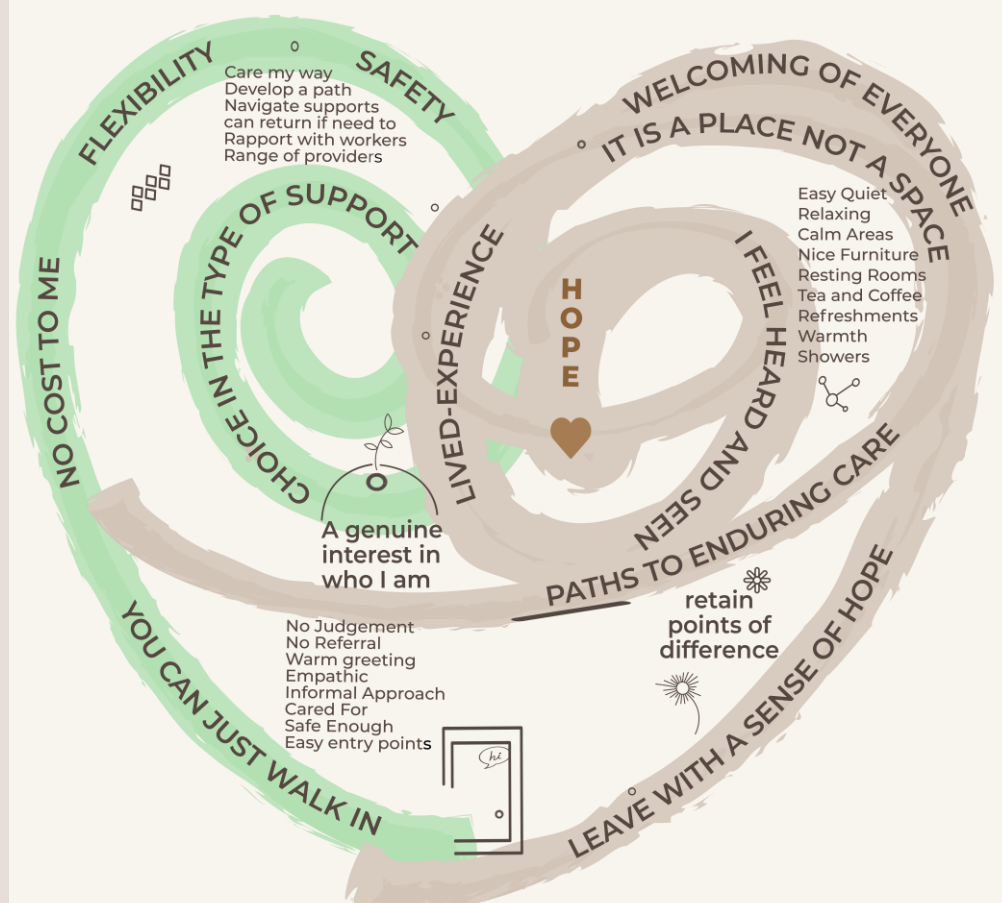 FLEXIBILITY
SAFETY
Care my way
Develop a path
Navigate supports
can return if need to
Rapport with workers
Range of providers
NO COST TO ME
CHOICE IN THE TYPE OF SUPPORT
WELCOMING OF EVERYONE
IT IS A PLACE NOT A SPACE
Easy Quiet
Relaxing
Calm Areas
Nice Furniture
Resting Rooms
Tea and Coffee
Refreshments
Warmth
Showers
LIVED-EXPERIENCE
HOPE
I FEEL HEARD AND SEEN
A genuine
interest in
who I am
PATHS TO ENDURING CARE
retain
points of
difference
YOU CAN JUST WALK IN
No Judgement
No Referral
Warm greeting
Empathic
Informal Approach
Cared For
Safe Enough
Easy entry points
hi
LEAVE WITH A SENSE OF HOPE